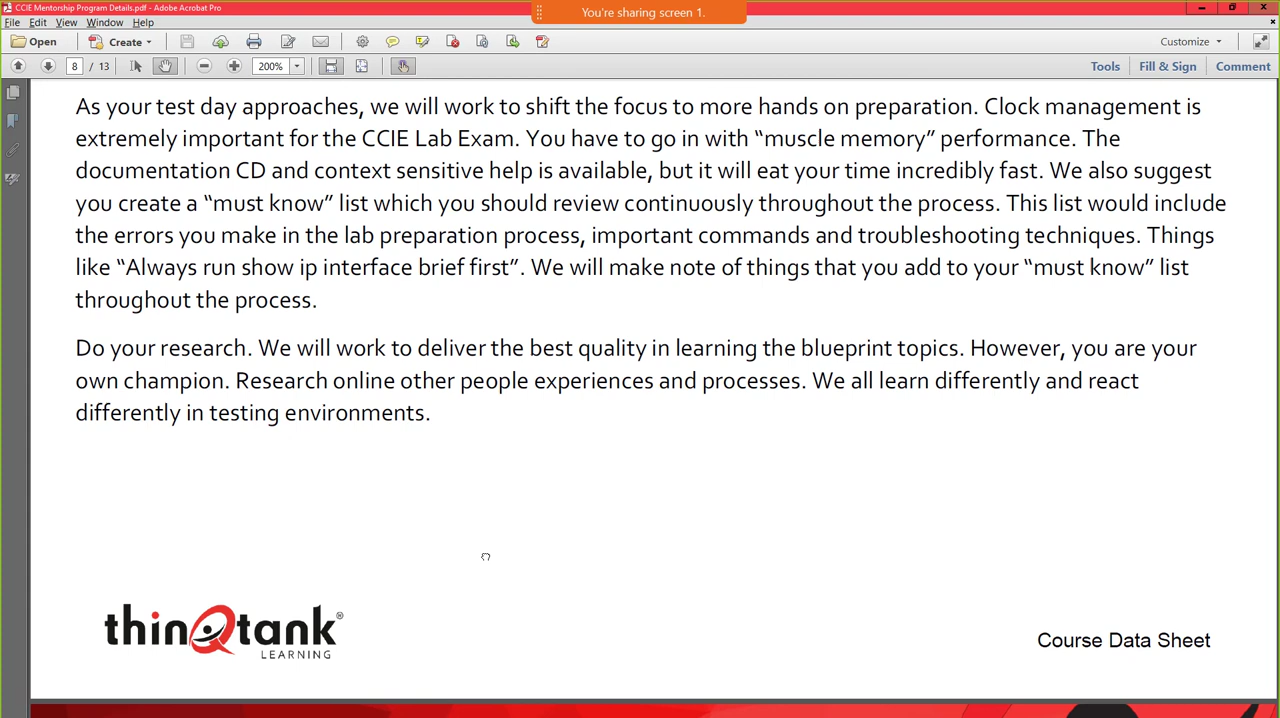 CCIE Mentorship Program Details.pdf - Adobe Acrobat Pro
You're sharing screen 1.
File Edit View Window Help
Open Create Customize
8 / 13 200% Tools Fill & Sign Comment
As your test day approaches, we will work to shift the focus to more hands on preparation. Clock management is
extremely important for the CCIE Lab Exam. You have to go in with “muscle memory” performance. The
documentation CD and context sensitive help is available, but it will eat your time incredibly fast. We also suggest
you create a “must know” list which you should review continuously throughout the process. This list would include
the errors you make in the lab preparation process, important commands and troubleshooting techniques. Things
like “Always run show ip interface brief first”. We will make note of things that you add to your “must know” list
throughout the process.
Do your research. We will work to deliver the best quality in learning the blueprint topics. However, you are your
own champion. Research online other people experiences and processes. We all learn differently and react
differently in testing environments.
thinQtank®
LEARNING
Course Data Sheet